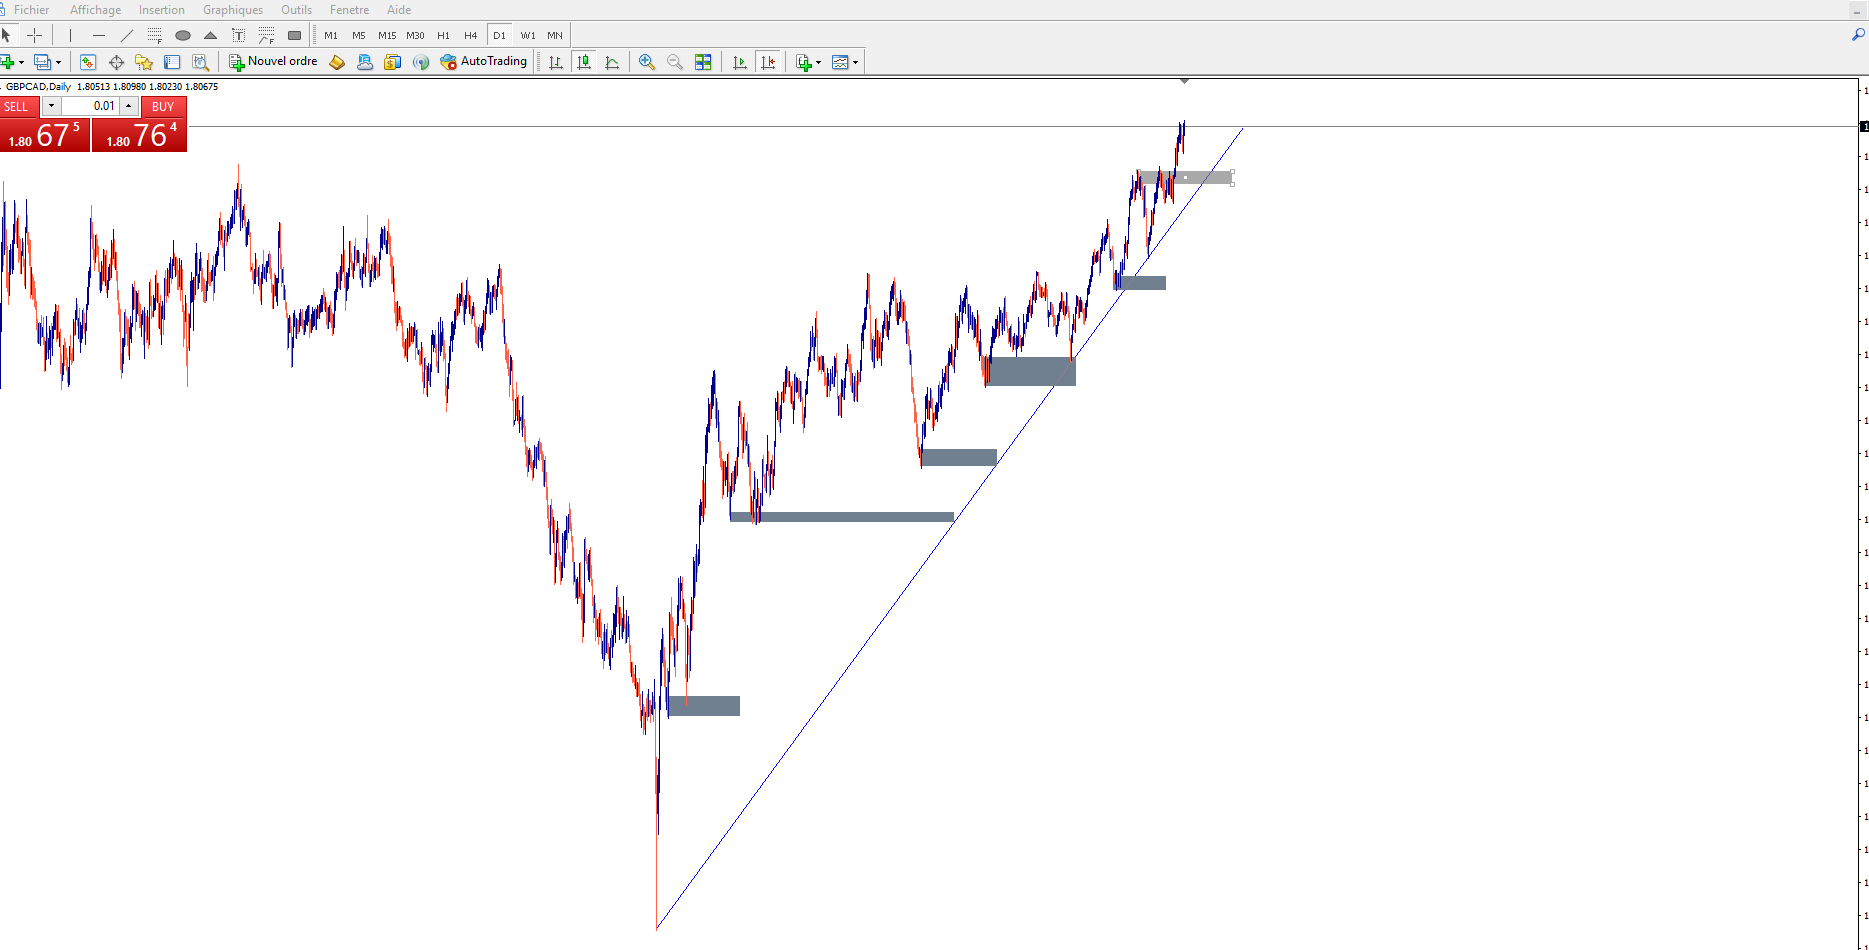 Fichier Affichage Insertion Graphiques Outils Fenetre Aide
T F M1 M5 M15 M30 H1 H4 D1 W1 MN
Nouvel ordre AutoTrading
GBPCAD,Daily 1.80513 1.80980 1.80230 1.80675
SELL 0.01 BUY
1.80 67 5 1.80 76 4